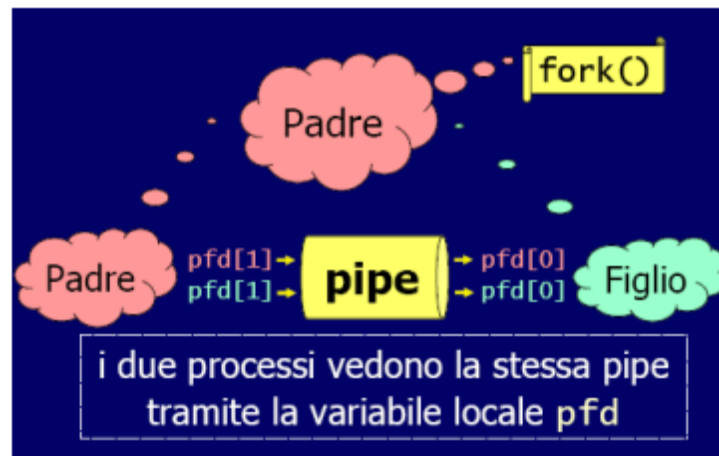 fork()
Padre
Padre
pfd[1]
pfd[1]
pipe
pfd[0]
pfd[0]
Figlio
i due processi vedono la stessa pipe
tramite la variabile locale pfd